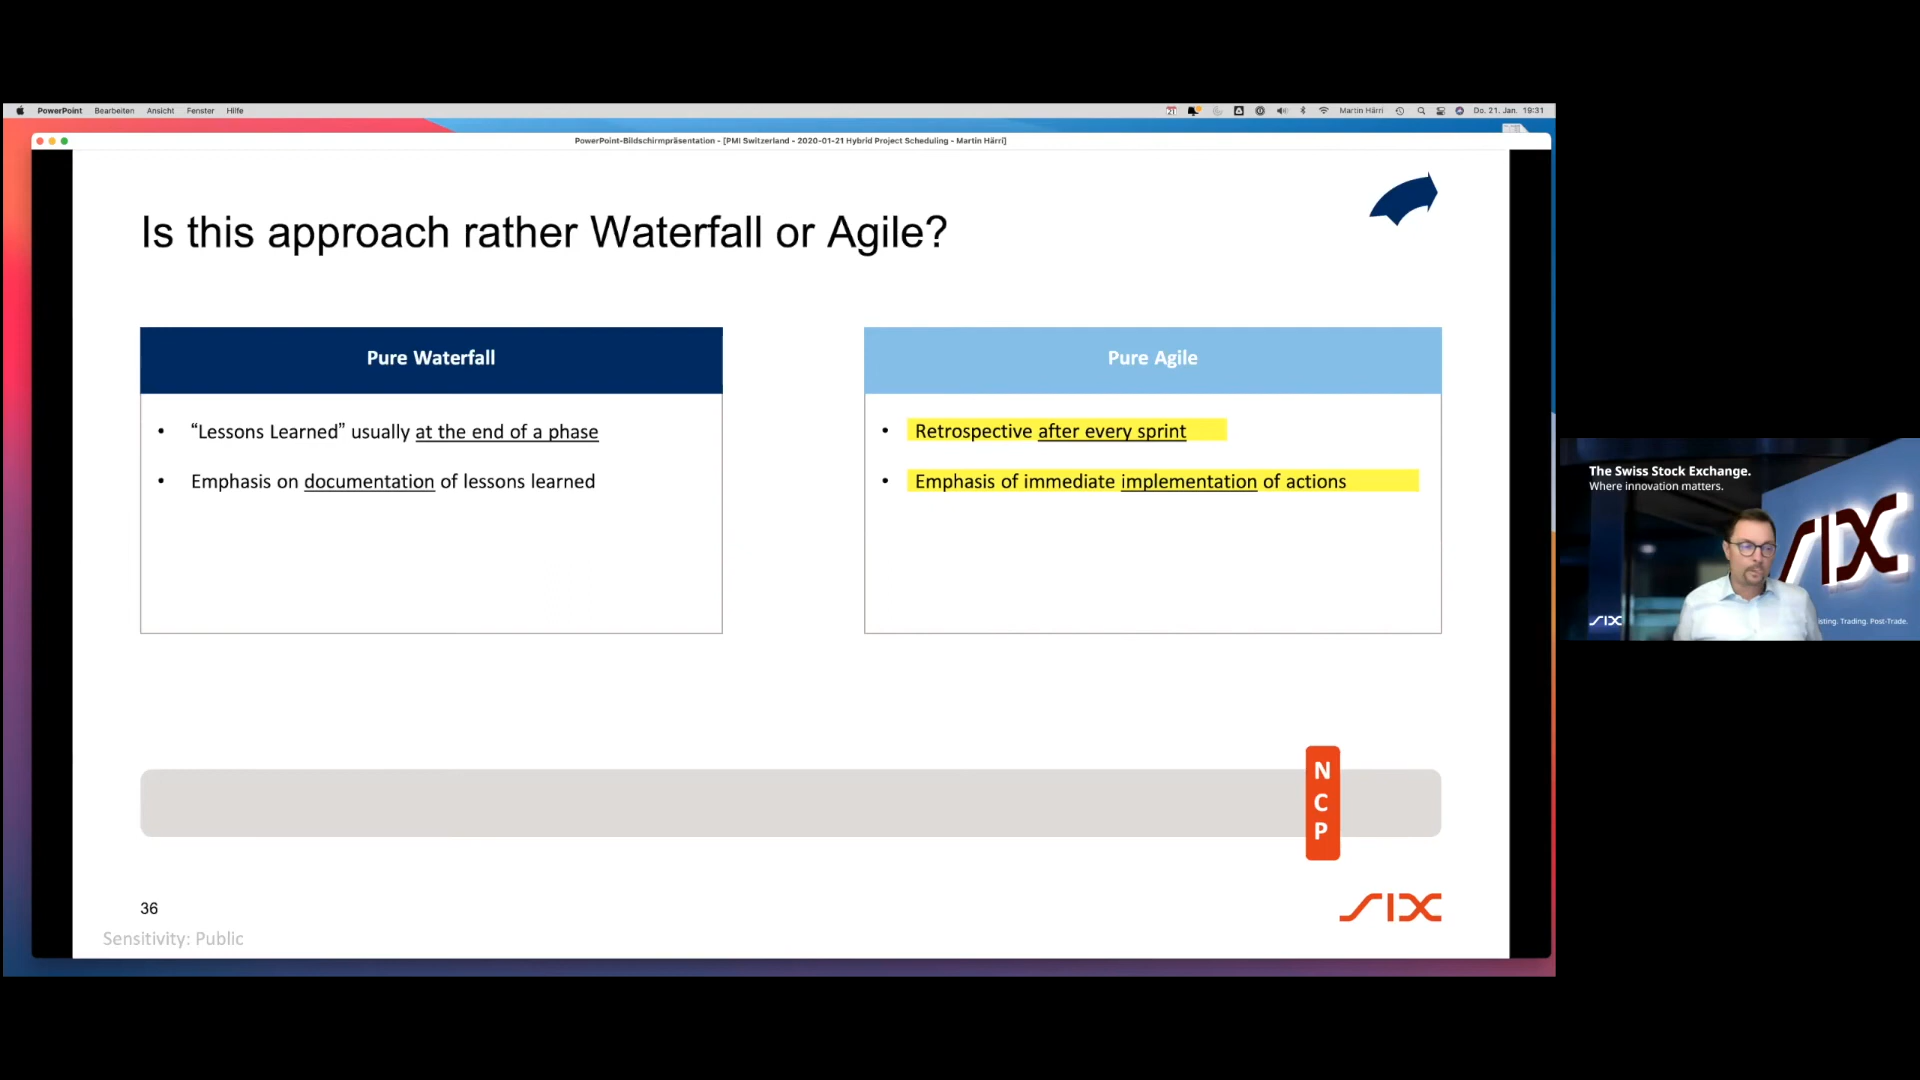 PowerPoint Bearbeiten Ansicht Fenster Hilfe
21 Martin Härri Do. 21. Jan. 19:31
PowerPoint-Bildschirmpräsentation - [PMI Switzerland - 2020-01-21 Hybrid Project Scheduling - Martin Härri]
Is this approach rather Waterfall or Agile?
Pure Waterfall
• “Lessons Learned” usually at the end of a phase
• Emphasis on documentation of lessons learned
Pure Agile
• Retrospective after every sprint
• Emphasis of immediate implementation of actions
N
C
P
36
SIX
Sensitivity: Public
The Swiss Stock Exchange.
Where innovation matters.
SIX
SIX
isting. Trading. Post-Trade.